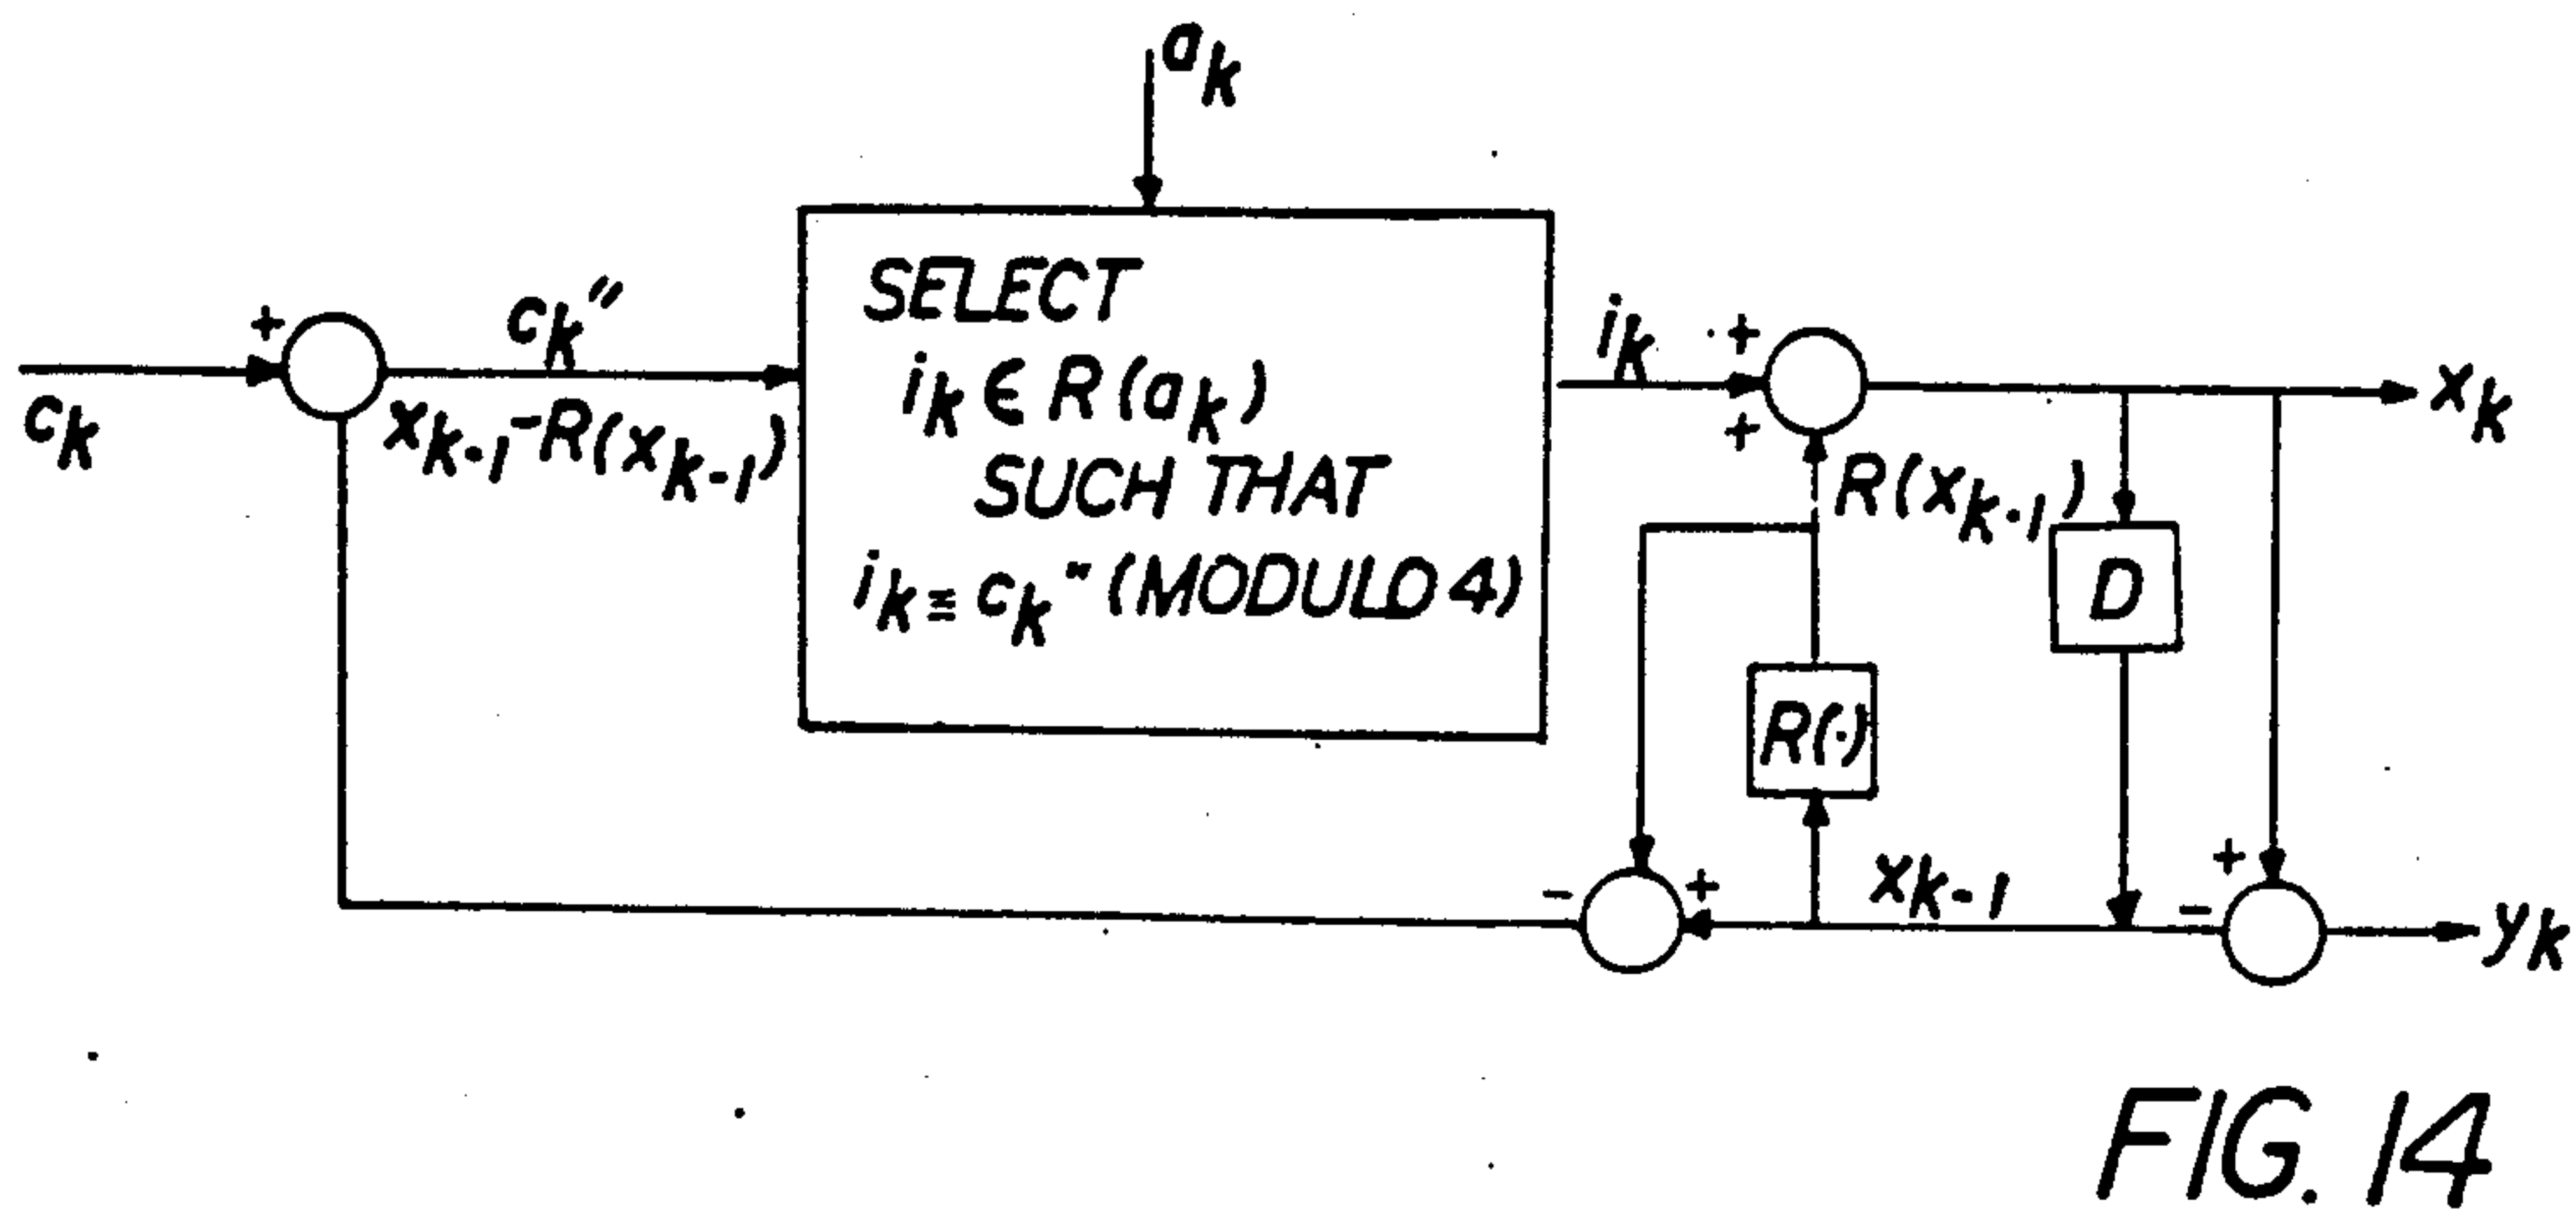 a_k
c_k
+
c_k''
x_{k-1}-R(x_{k-1})
SELECT
i_k ∈ R(a_k)
SUCH THAT
i_k ≡ c_k'' (MODULO 4)
i_k
+
+
x_k
R(x_{k-1})
D
R(·)
-
+
x_{k-1}
-
+
y_k
FIG. 14